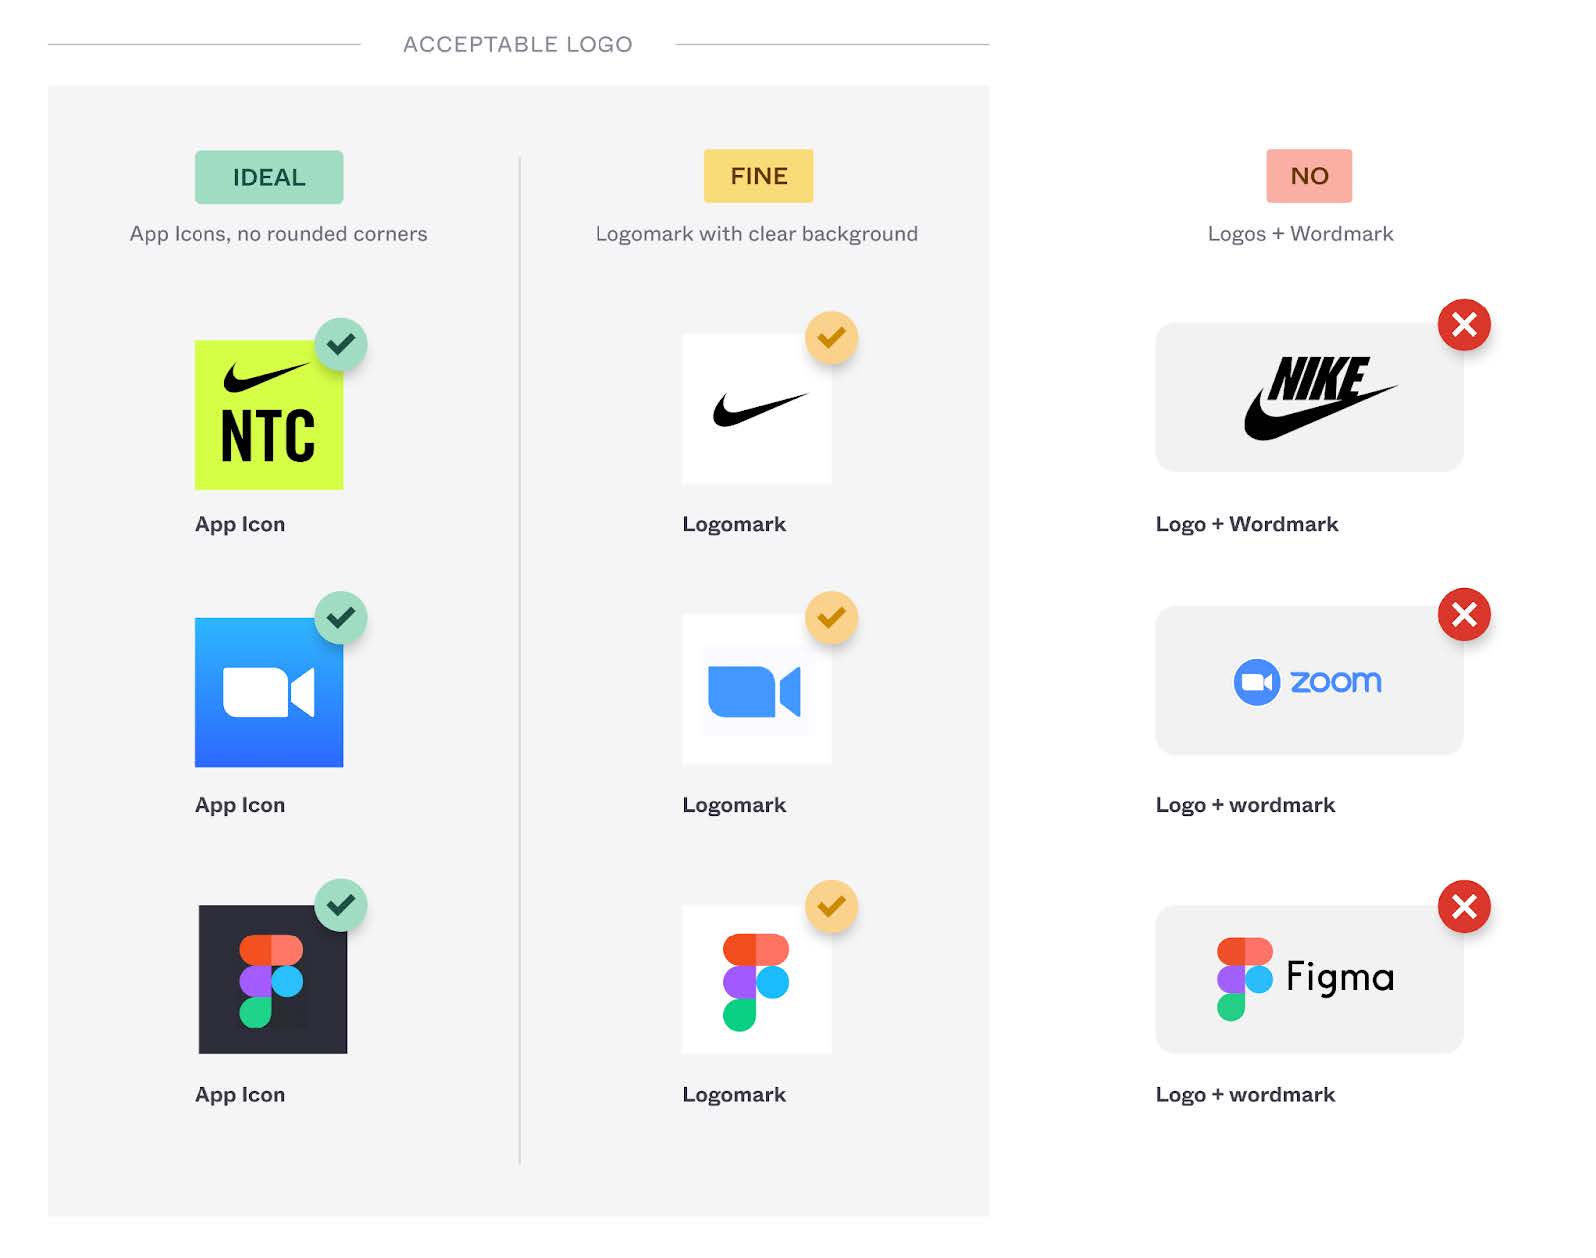 ACCEPTABLE LOGO
IDEAL
FINE
NO
App Icons, no rounded corners
Logomark with clear background
Logos + Wordmark
NTC
NIKE
App Icon
Logomark
Logo + Wordmark
zoom
App Icon
Logomark
Logo + wordmark
Figma
App Icon
Logomark
Logo + wordmark